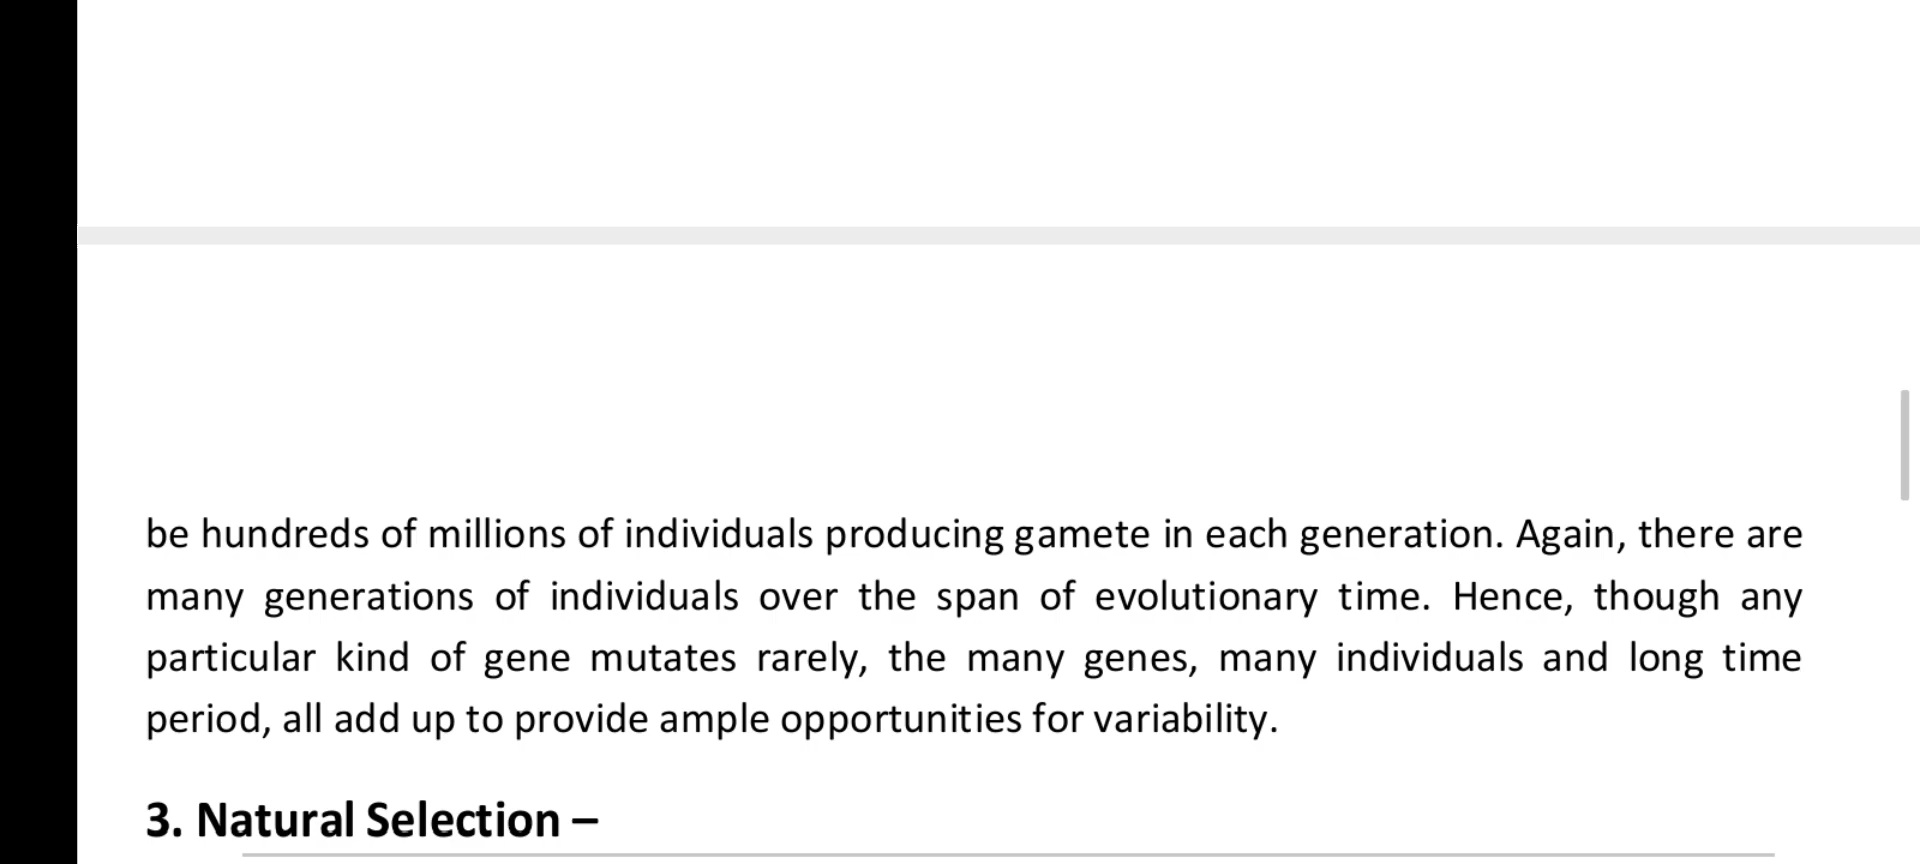 be hundreds of millions of individuals producing gamete in each generation. Again, there are
many generations of individuals over the span of evolutionary time. Hence, though any
particular kind of gene mutates rarely, the many genes, many individuals and long time
period, all add up to provide ample opportunities for variability.
3. Natural Selection –